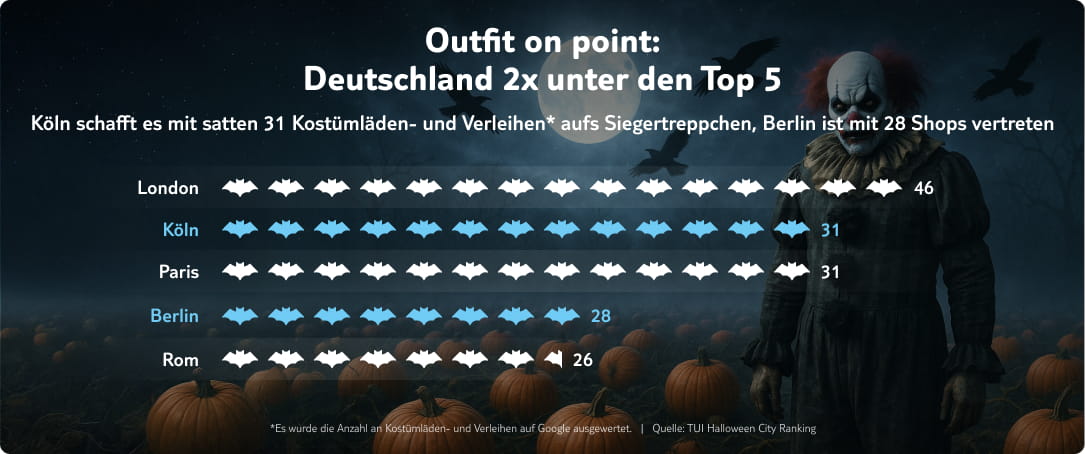 Outfit on point:
Deutschland 2x unter den Top 5
Köln schafft es mit satten 31 Kostümläden- und Verleihen* aufs Siegertreppchen, Berlin ist mit 28 Shops vertreten
London 46
Köln 31
Paris 31
Berlin 28
Rom 26
*Es wurde die Anzahl an Kostümläden- und Verleihen auf Google ausgewertet. | Quelle: TUI Halloween City Ranking